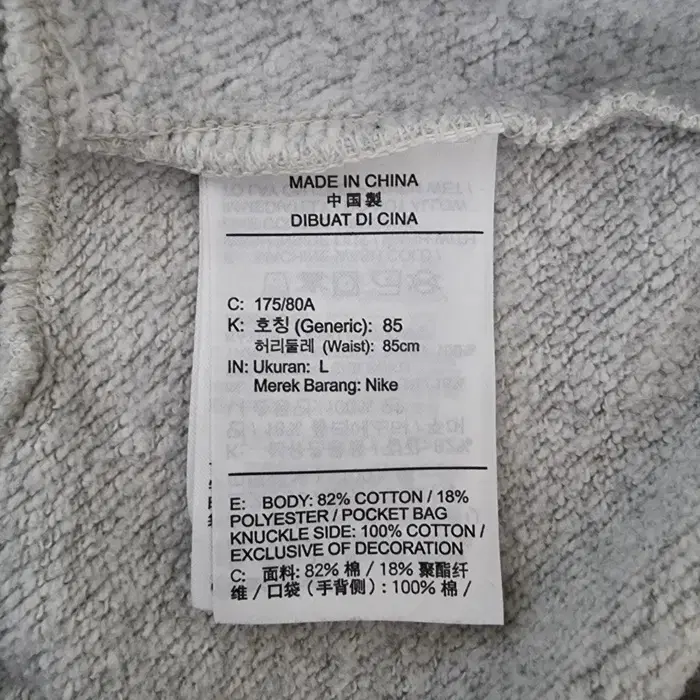 MADE IN CHINA
中国製
DIBUAT DI CINA
C: 175/80A
K: 호칭 (Generic): 85
허리둘레 (Waist): 85cm
IN: Ukuran: L
Merek Barang: Nike
E: BODY: 82% COTTON / 18%
POLYESTER / POCKET BAG
KNUCKLE SIDE: 100% COTTON /
EXCLUSIVE OF DECORATION
C: 面料: 82% 棉 / 18% 聚酯纤
维 / 口袋 (手背侧) : 100% 棉 /